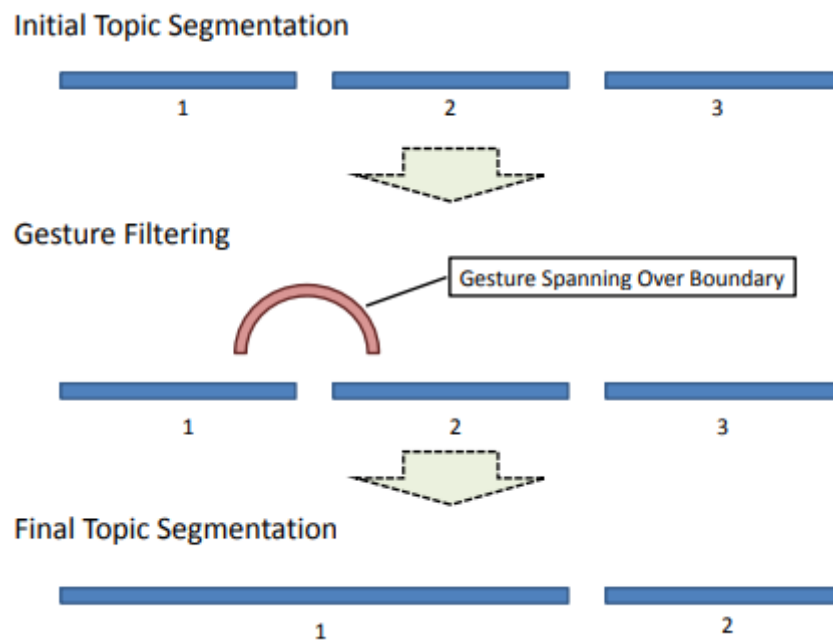 Initial Topic Segmentation
1 2 3
Gesture Filtering
Gesture Spanning Over Boundary
1 2 3
Final Topic Segmentation
1 2